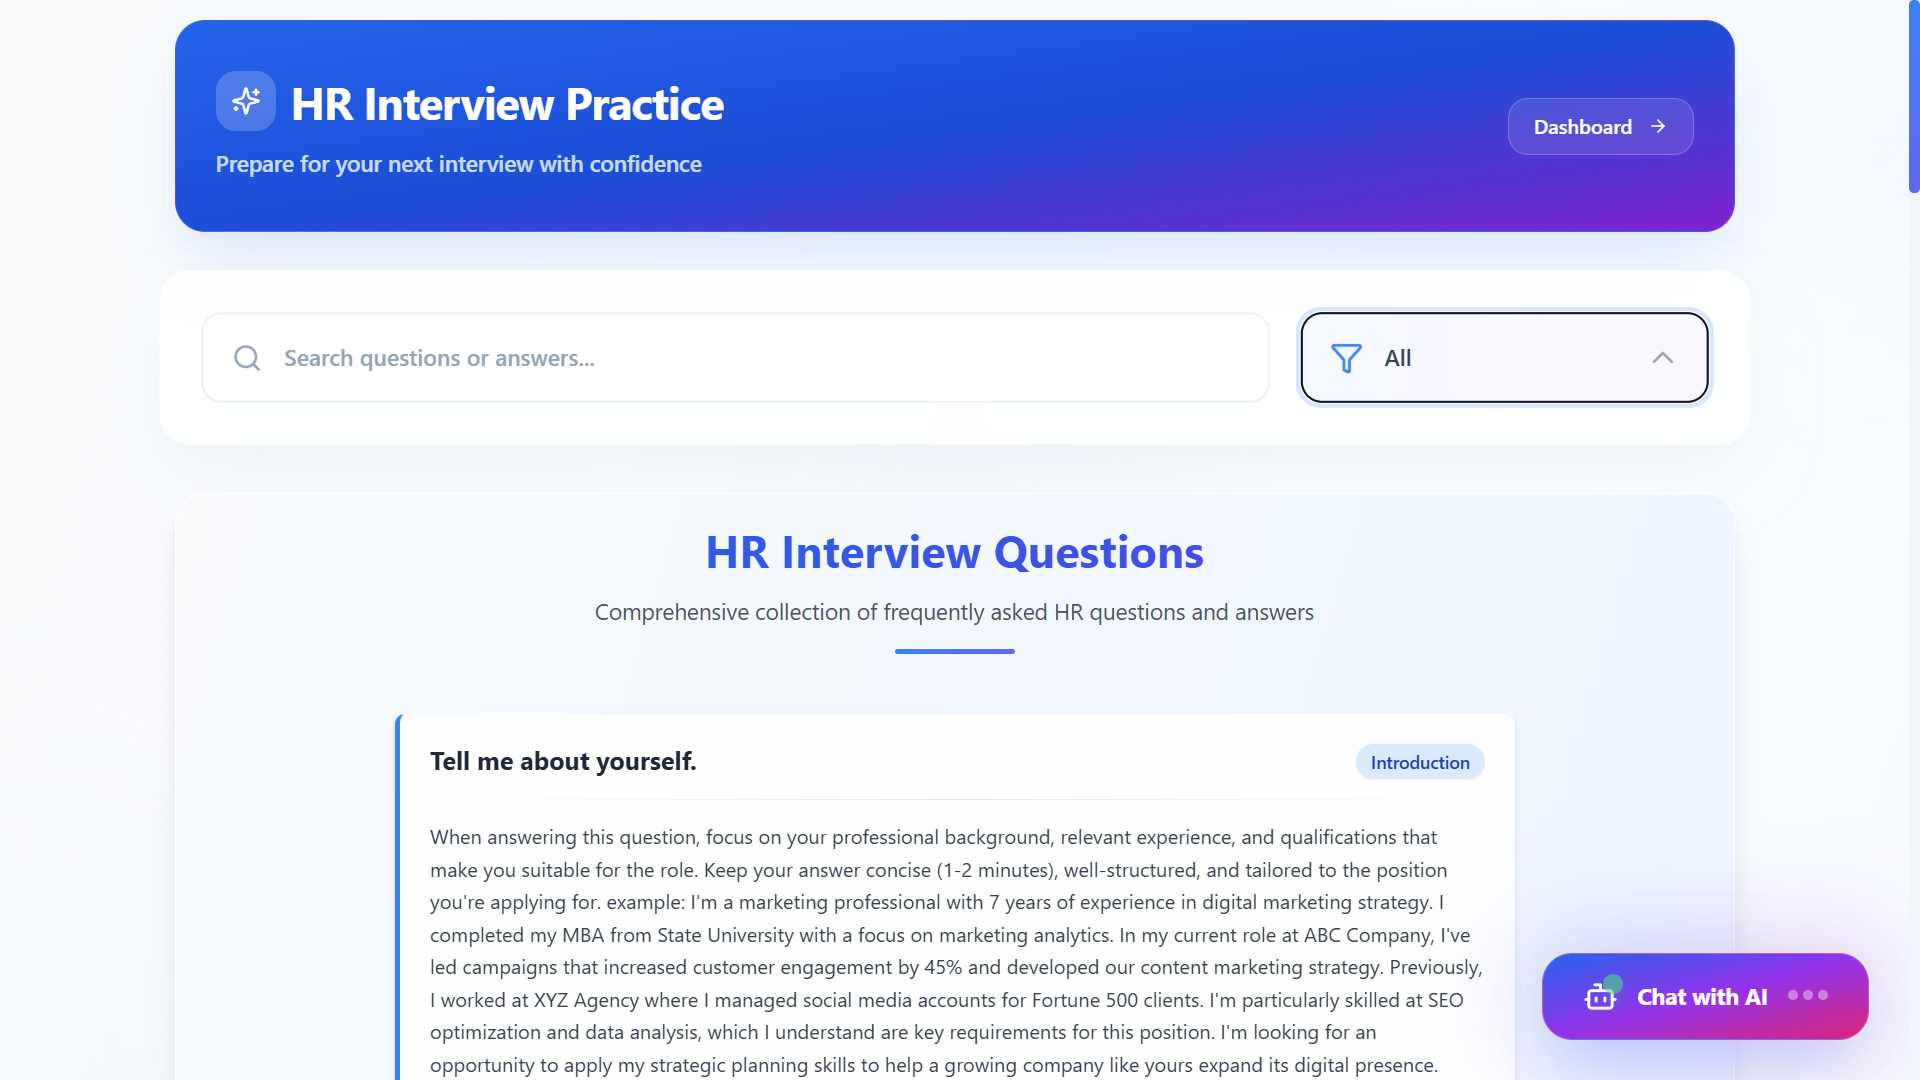 HR Interview Practice
Prepare for your next interview with confidence
Dashboard
Search questions or answers...
All
HR Interview Questions
Comprehensive collection of frequently asked HR questions and answers
Tell me about yourself.
Introduction
When answering this question, focus on your professional background, relevant experience, and qualifications that
make you suitable for the role. Keep your answer concise (1-2 minutes), well-structured, and tailored to the position
you're applying for. example: I'm a marketing professional with 7 years of experience in digital marketing strategy. I
completed my MBA from State University with a focus on marketing analytics. In my current role at ABC Company, I've
led campaigns that increased customer engagement by 45% and developed our content marketing strategy. Previously,
I worked at XYZ Agency where I managed social media accounts for Fortune 500 clients. I'm particularly skilled at SEO
optimization and data analysis, which I understand are key requirements for this position. I'm looking for an
opportunity to apply my strategic planning skills to help a growing company like yours expand its digital presence.
Chat with AI